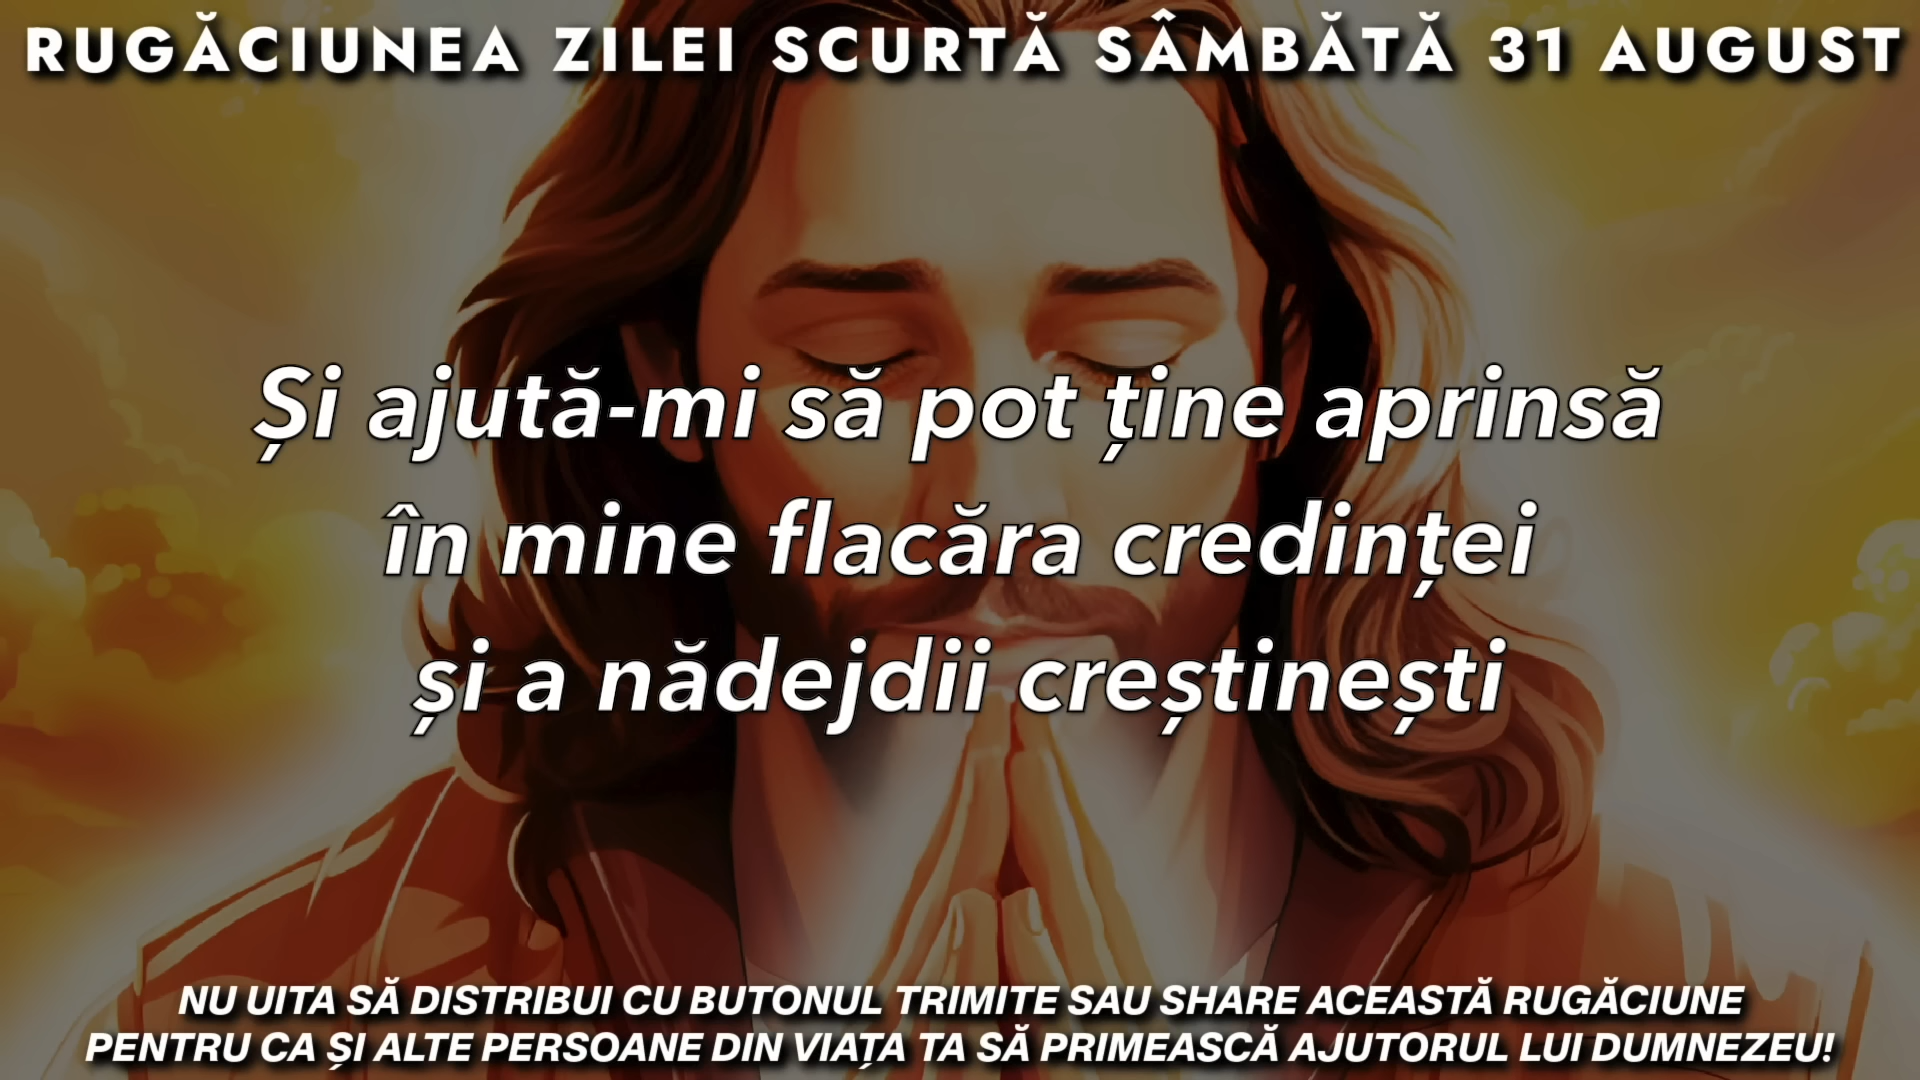 RUGĂCIUNEA ZILEI SCURTĂ SÂMBĂTĂ 31 AUGUST
Și ajută-mi să pot ține aprinsă
în mine flacăra credinței
și a nădejdii creștinești
NU UITA SĂ DISTRIBUI CU BUTONUL TRIMITE SAU SHARE ACEASTĂ RUGĂCIUNE
PENTRU CA ȘI ALTE PERSOANE DIN VIAȚA TA SĂ PRIMEASCĂ AJUTORUL LUI DUMNEZEU!